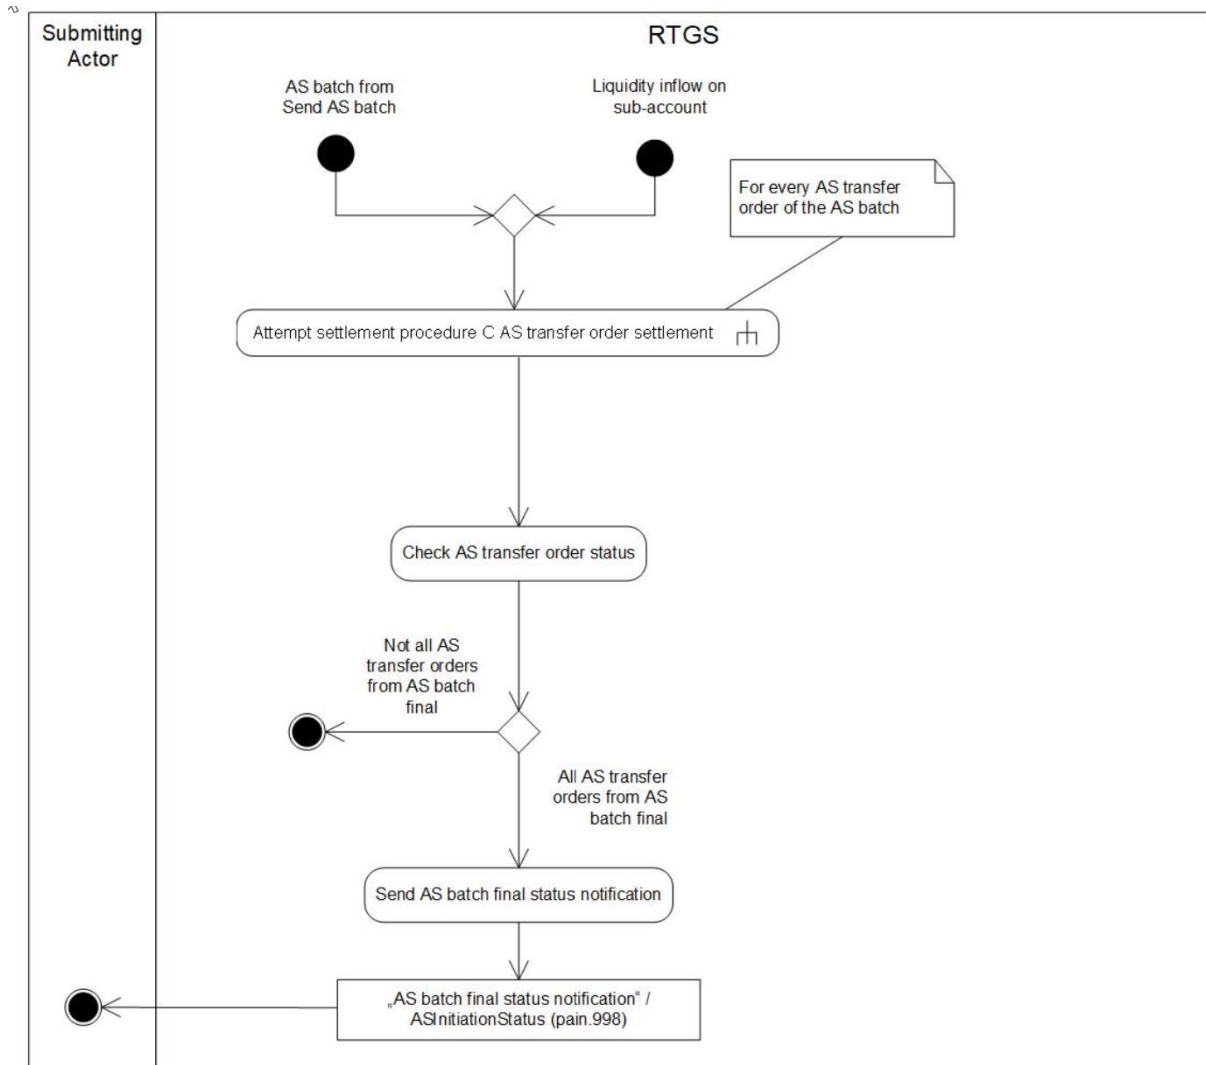 Submitting
Actor
RTGS
AS batch from
Send AS batch
Liquidity inflow on
sub-account
For every AS transfer
order of the AS batch
Attempt settlement procedure C AS transfer order settlement
Check AS transfer order status
Not all AS
transfer orders
from AS batch
final
All AS transfer
orders from AS
batch final
Send AS batch final status notification
„AS batch final status notification“ /
ASInitiationStatus (pain.998)